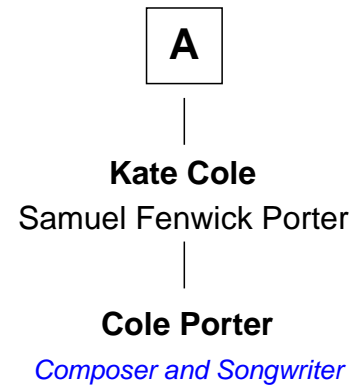 A
Kate Cole
Samuel Fenwick Porter
Cole Porter
Composer and Songwriter